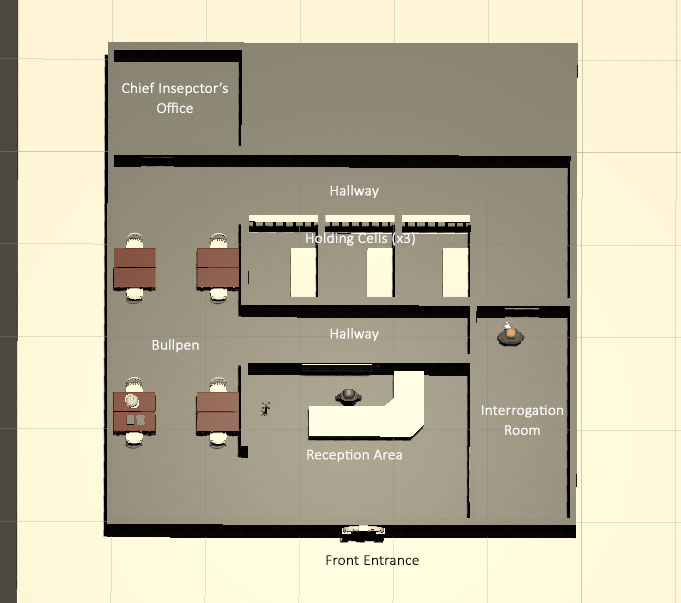 Chief Insepctor's
Office
Hallway
Holding Cells (x3)
Hallway
Bullpen
Interrogation
Room
Reception Area
Front Entrance